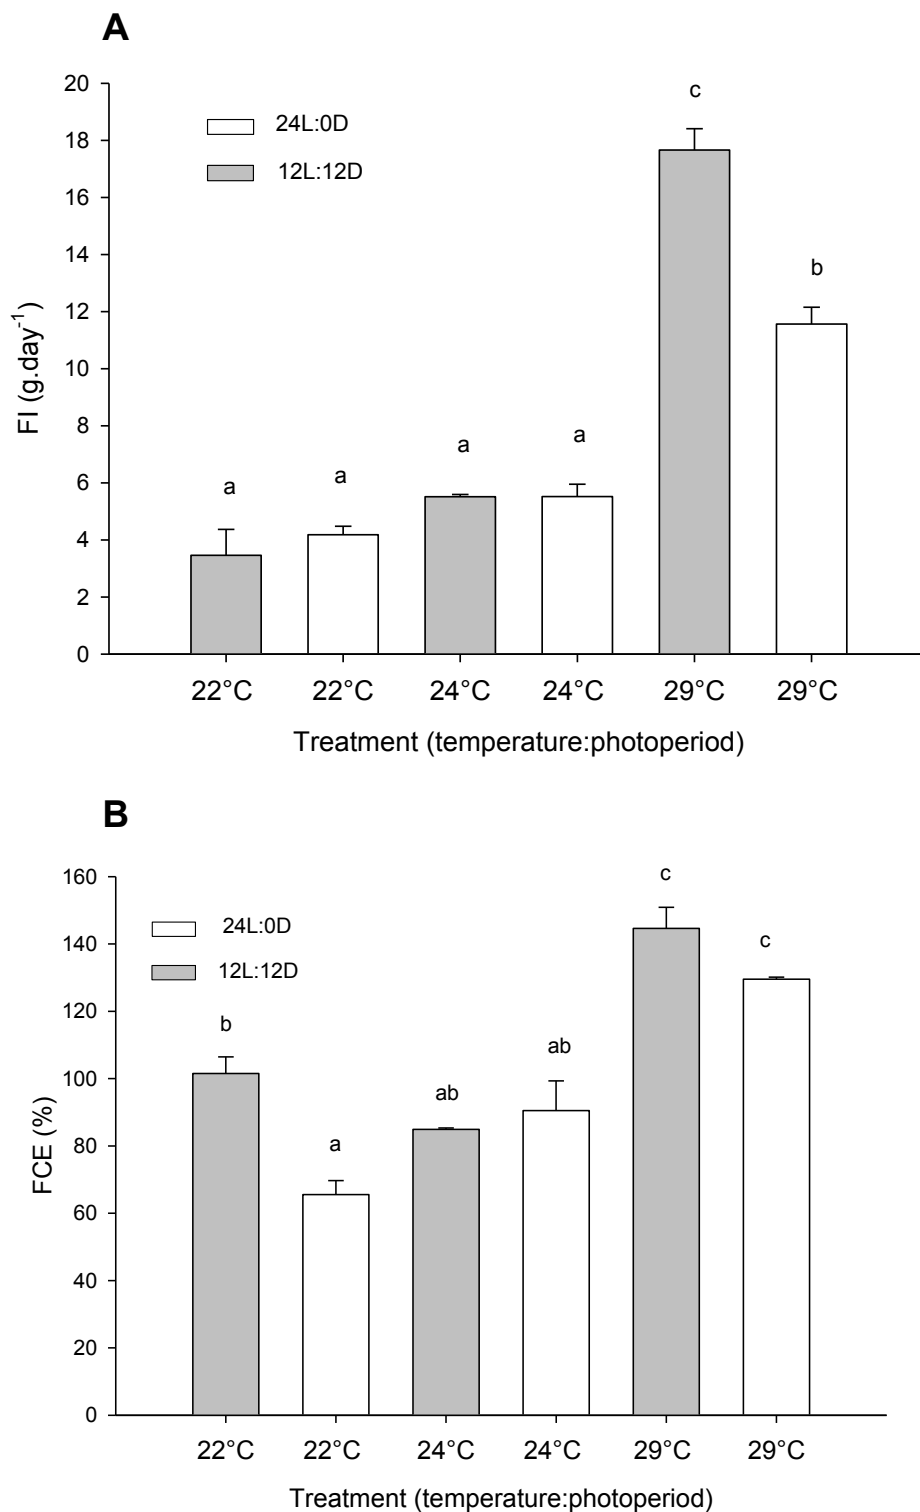 A
20
18
16
14
12
10
8
6
4
2
0
FI (g.day⁻¹)
24L:0D
12L:12D
a
a
a
a
c
b
22°C
22°C
24°C
24°C
29°C
29°C
Treatment (temperature:photoperiod)
B
160
140
120
100
80
60
40
20
0
FCE (%)
24L:0D
12L:12D
b
a
ab
ab
c
c
22°C
22°C
24°C
24°C
29°C
29°C
Treatment (temperature:photoperiod)